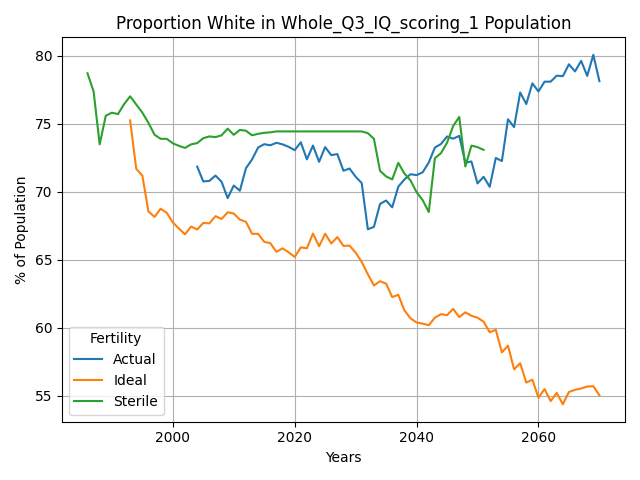 Proportion White in Whole_Q3_IQ_scoring_1 Population
% of Population
80
75
70
65
60
55
Fertility
Actual
Ideal
Sterile
2000
2020
2040
2060
Years